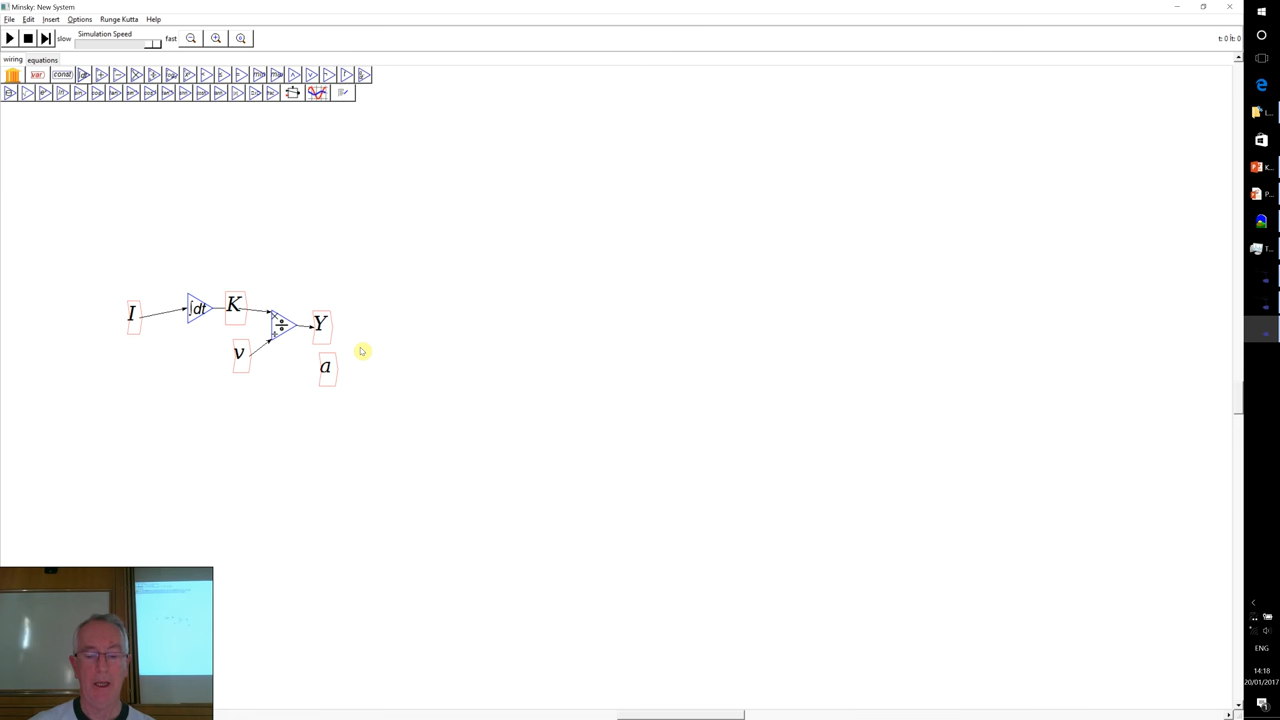 Minsky: New System
File Edit Insert Options Runge Kutta Help
slow Simulation Speed fast
t: 0 Δt: 0
wiring equations
var const
min
I ∫dt K
÷ Y
v
a
ENG
14:18
20/01/2017